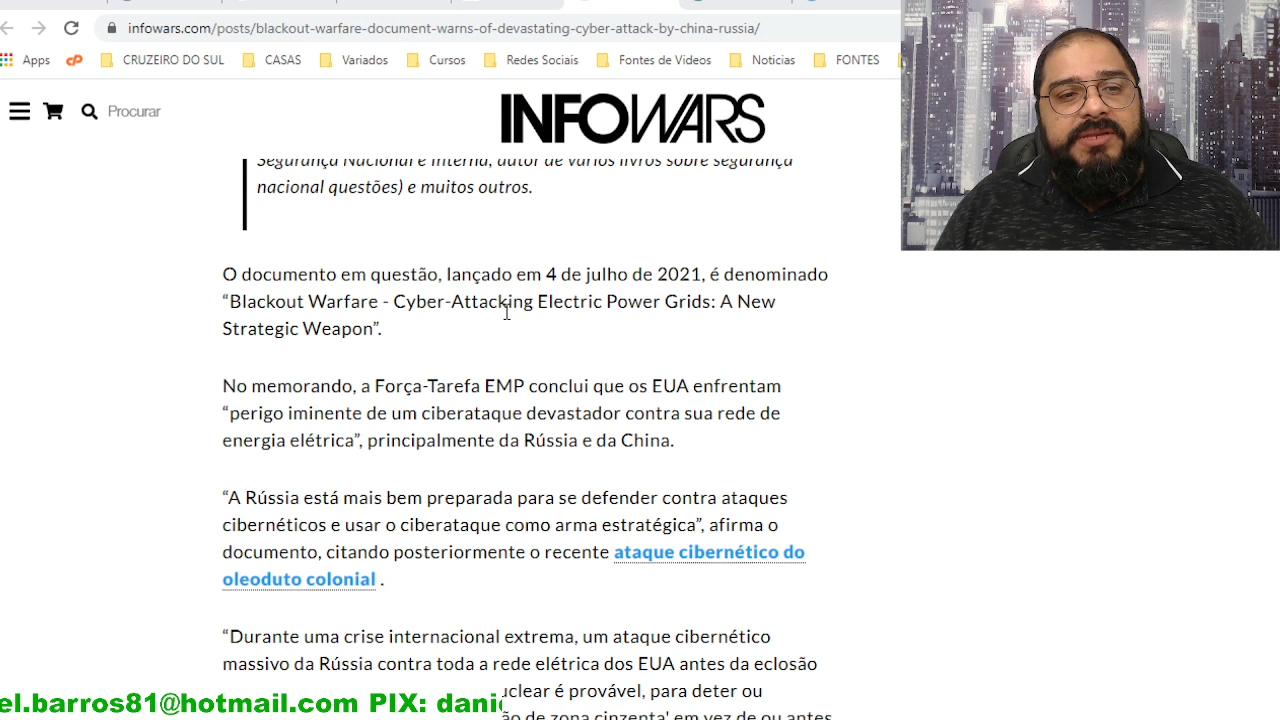 infowars.com/posts/blackout-warfare-document-warns-of-devastating-cyber-attack-by-china-russia/
Apps CRUZEIRO DO SUL CASAS Variados Cursos Redes Sociais Fontes de Videos Noticias FONTES
Procurar
INFOWARS
Segurança Nacional e Interna, autor de vários livros sobre segurança
nacional questões) e muitos outros.
O documento em questão, lançado em 4 de julho de 2021, é denominado
“Blackout Warfare - Cyber-Attacking Electric Power Grids: A New
Strategic Weapon”.
No memorando, a Força-Tarefa EMP conclui que os EUA enfrentam
“perigo iminente de um ciberataque devastador contra sua rede de
energia elétrica”, principalmente da Rússia e da China.
“A Rússia está mais bem preparada para se defender contra ataques
cibernéticos e usar o ciberataque como arma estratégica”, afirma o
documento, citando posteriormente o recente ataque cibernético do
oleoduto colonial .
“Durante uma crise internacional extrema, um ataque cibernético
massivo da Rússia contra toda a rede elétrica dos EUA antes da eclosão
uclear é provável, para deter ou
el.barros81@hotmail.com PIX: dani
ão de zona cinzenta' em vez de ou antes